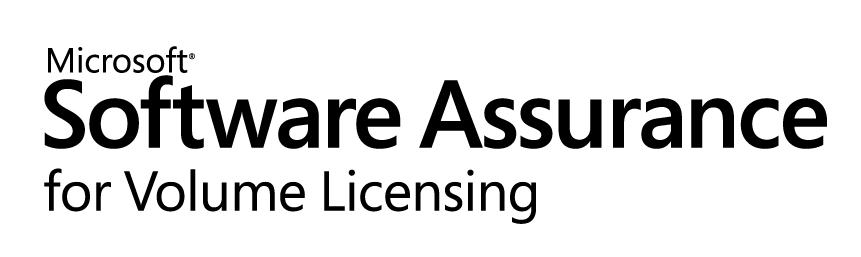 Microsoft®
Software Assurance
for Volume Licensing